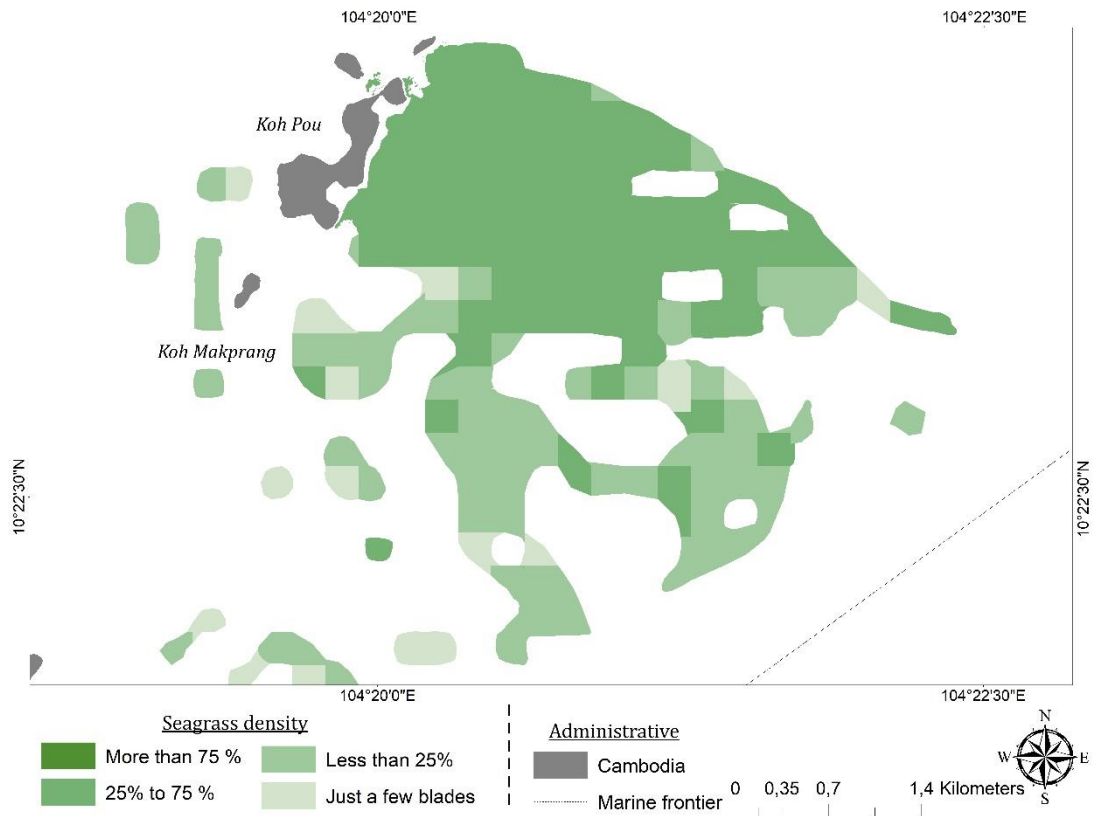 104°20'0"E
104°22'30"E
Koh Pou
Koh Makprang
10°22'30"N
10°22'30"N
104°20'0"E
104°22'30"E
Seagrass density
More than 75 %
Less than 25%
25% to 75 %
Just a few blades
Administrative
Cambodia
Marine frontier
0 0,35 0,7 1,4 Kilometers
N
W
E
S